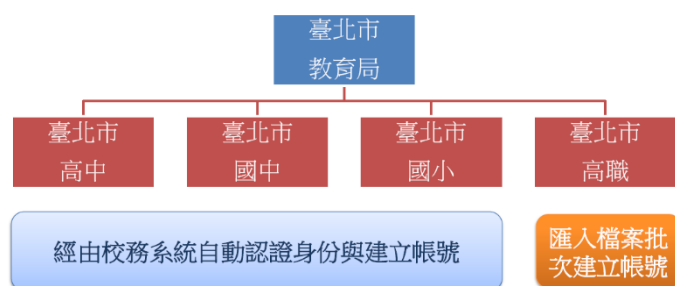 臺北市
教育局
臺北市
高中
臺北市
國中
臺北市
國小
臺北市
高職
經由校務系統自動認證身份與建立帳號
匯入檔案批
次建立帳號